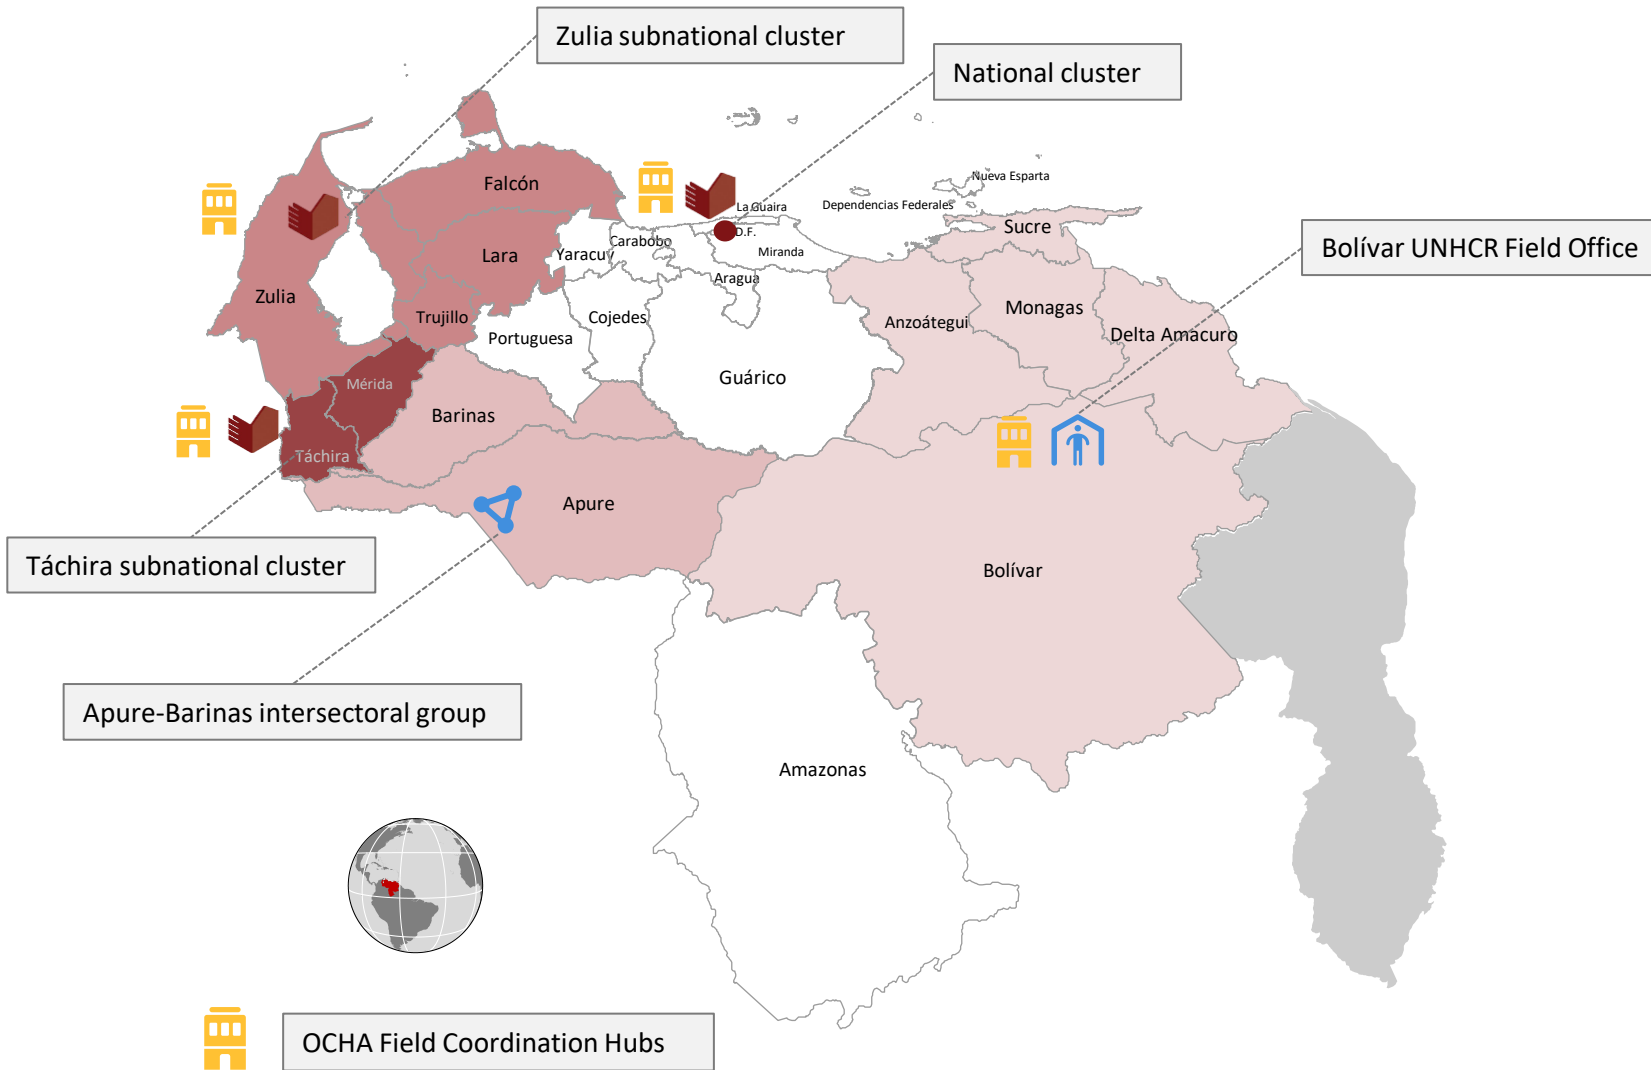 Zulia subnational cluster
National cluster
Nueva Esparta
Falcón
La Guaira
Dependencias Federales
Sucre
D.F.
Carabobo
Yaracuy
Miranda
Bolívar UNHCR Field Office
Lara
Aragua
Zulia
Monagas
Trujillo
Cojedes
Anzoátegui
Delta Amacuro
Portuguesa
Guárico
Mérida
Barinas
Táchira
Apure
Táchira subnational cluster
Bolívar
Apure-Barinas intersectoral group
Amazonas
OCHA Field Coordination Hubs